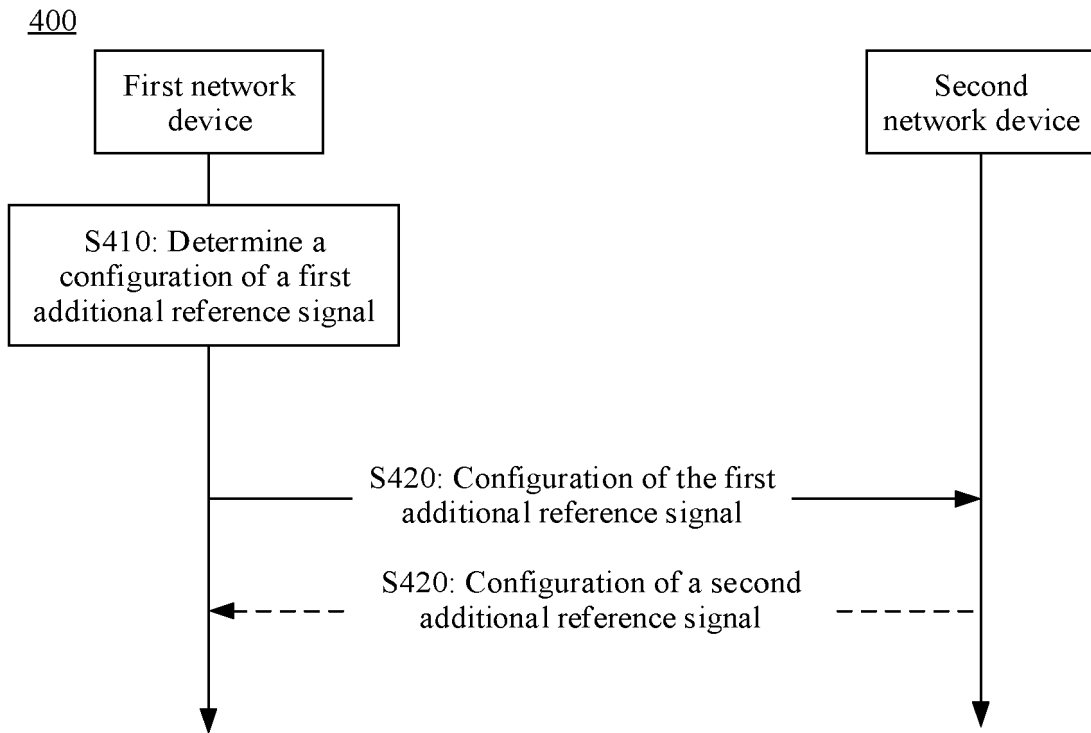 400
First network
device
Second
network device
S410: Determine a
configuration of a first
additional reference signal
S420: Configuration of the first
additional reference signal
S420: Configuration of a second
additional reference signal